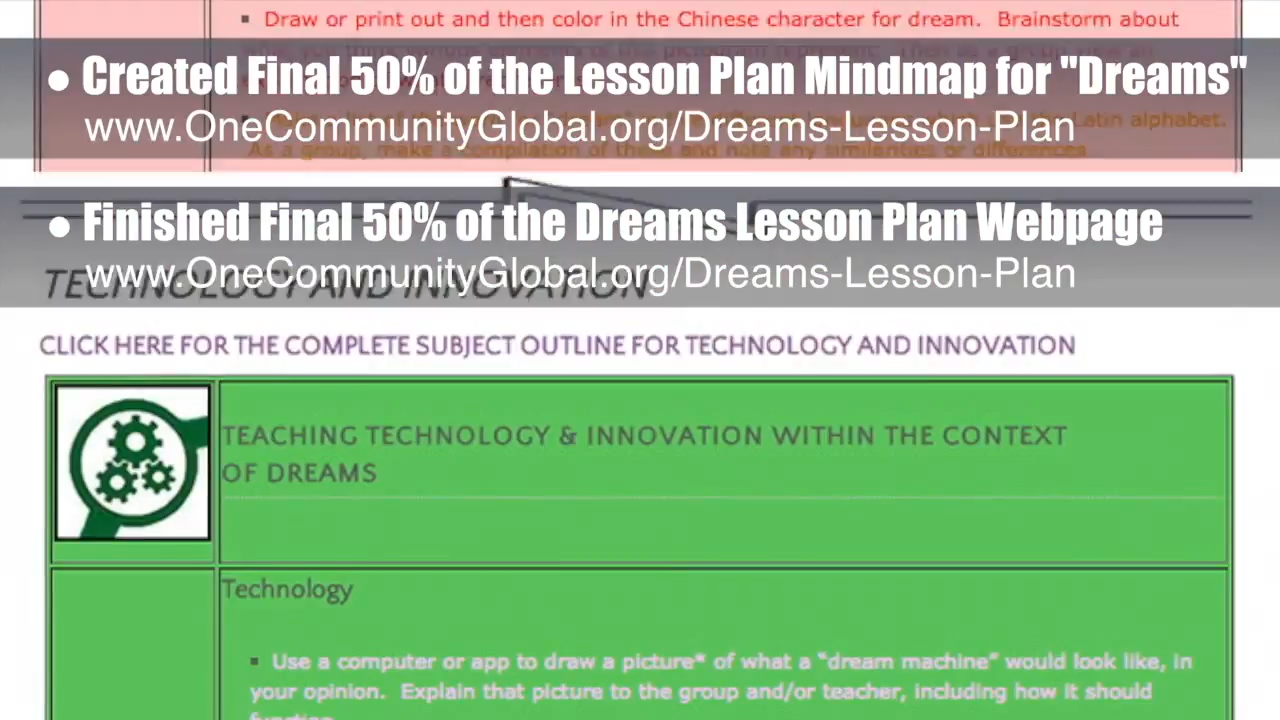 ▪ Draw or print out and then color in the Chinese character for dream. Brainstorm about
● Created Final 50% of the Lesson Plan Mindmap for "Dreams"
www.OneCommunityGlobal.org/Dreams-Lesson-Plan
Latin alphabet.
As a group, make a compilation of these and note any similarities or differences
● Finished Final 50% of the Dreams Lesson Plan Webpage
www.OneCommunityGlobal.org/Dreams-Lesson-Plan
TECHNOLOGY AND INNOVATION
CLICK HERE FOR THE COMPLETE SUBJECT OUTLINE FOR TECHNOLOGY AND INNOVATION
TEACHING TECHNOLOGY & INNOVATION WITHIN THE CONTEXT
OF DREAMS
Technology
▪ Use a computer or app to draw a picture* of what a "dream machine" would look like, in
your opinion. Explain that picture to the group and/or teacher, including how it should